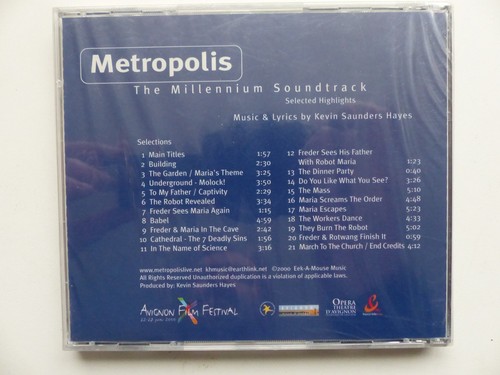 Metropolis
The Millennium Soundtrack
Selected Highlights
Music & Lyrics by Kevin Saunders Hayes
Selections
1 Main Titles 1:57
2 Building 2:30
3 The Garden / Maria's Theme 3:25
4 Underground - Molock! 3:50
5 To My Father / Captivity 2:29
6 The Robot Revealed 3:34
7 Freder Sees Maria Again 1:15
8 Babel 4:59
9 Freder & Maria In The Cave 2:42
10 Cathedral - The 7 Deadly Sins 1:56
11 In The Name of Science 3:16
12 Freder Sees His Father
With Robot Maria 1:23
13 The Dinner Party 0:40
14 Do You Like What You See? 3:26
15 The Mass 5:10
16 Maria Screams The Order 4:48
17 Maria Escapes 5:23
18 The Workers Dance 4:33
19 They Burn The Robot 5:02
20 Freder & Rotwang Finish It 0:59
21 March To The Church / End Credits 4:12
www.metropolislive.net khmusic@earthlink.net ©2000 Eek-A-Mouse Music
All Rights Reserved Unauthorized duplication is a violation of applicable laws.
Produced by: Kevin Saunders Hayes
AVIGNON FILM FESTIVAL
OPERA
THEATRE
D'AVIGNON